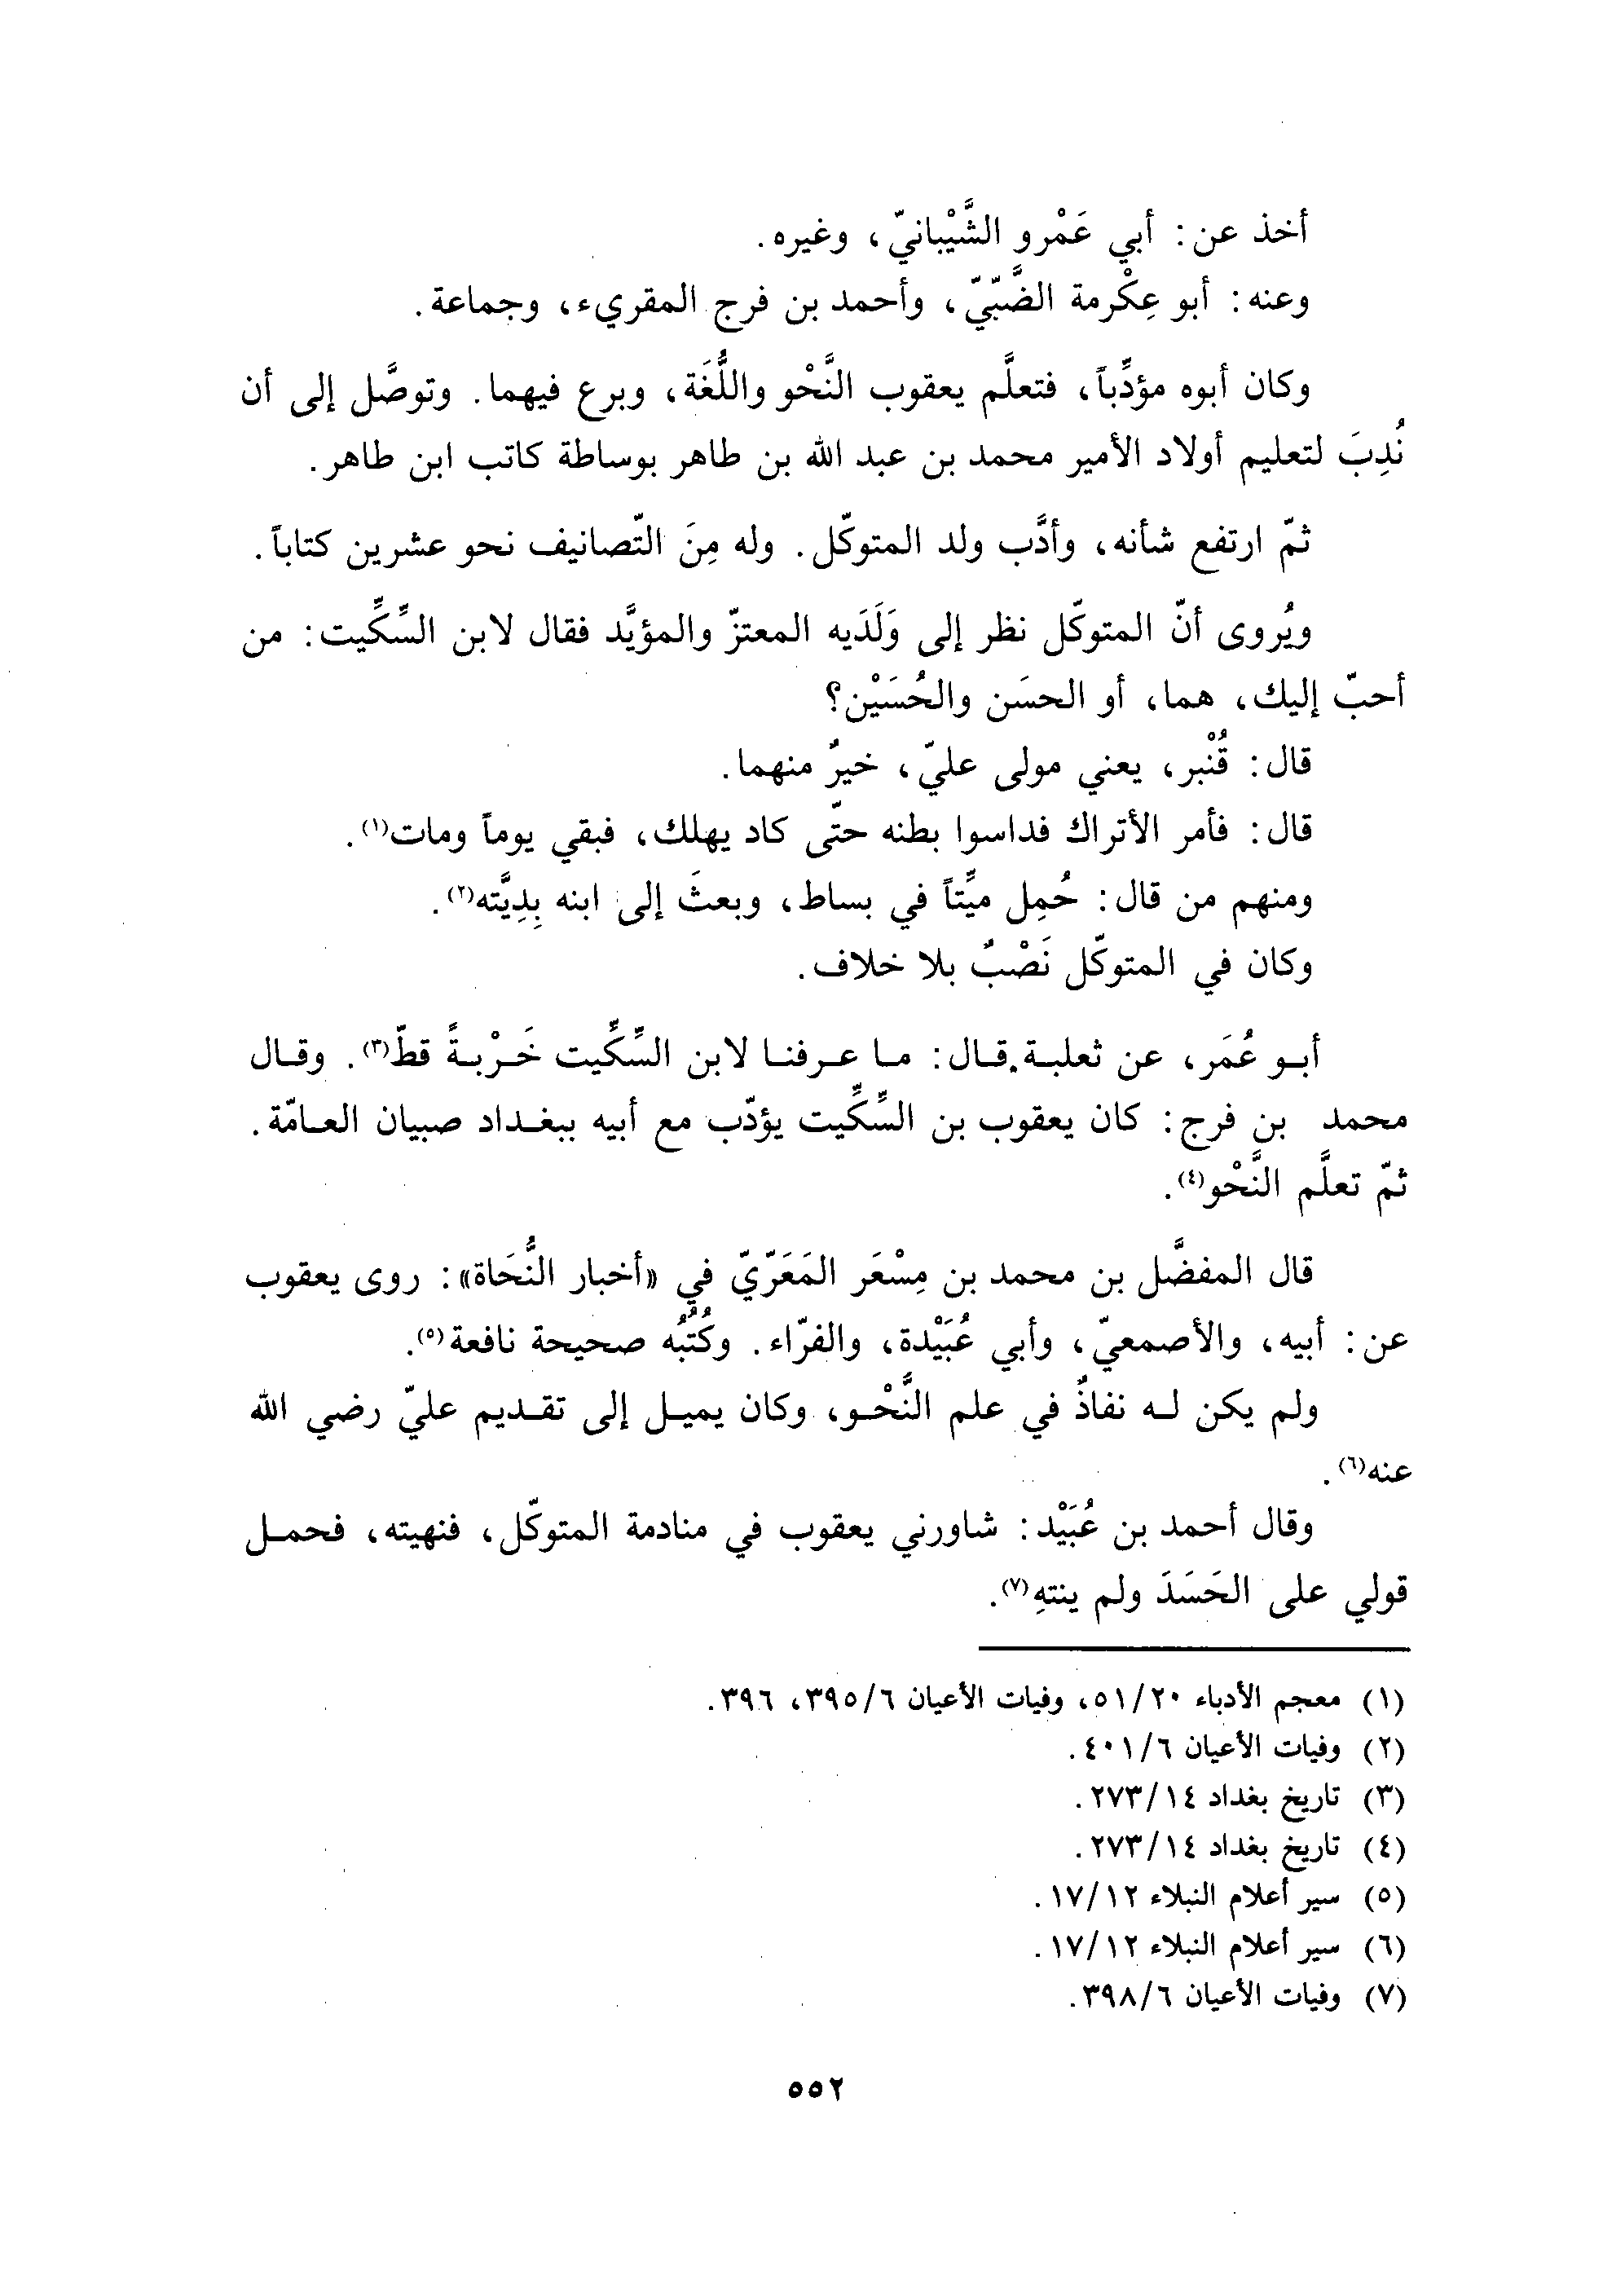 أخذ عن: أبي عَمْرو الشَّيْبانيّ، وغيره.
وعنه: أبو عِكْرمة الضَّبّيّ، وأحمد بن فرج المقريء، وجماعة.
وكان أبوه مؤدِّباً، فتعلَّم يعقوب النَّحْو واللُّغَة، وبرع فيهما. وتوصَّل إلى أن
نُدِبَ لتعليم أولاد الأمير محمد بن عبد الله بن طاهر بوساطة كاتب ابن طاهر.
ثمّ ارتفع شأنه، وأدَّب ولد المتوكّل. وله مِنَ التّصانيف نحو عشرين كتاباً.
ويُروى أنّ المتوكّل نظر إلى وَلَدَيه المعتزّ والمؤيَّد فقال لابن السِّكِّيت: من
أحبّ إليك، هما، أو الحسَن والحُسَيْن؟
قال: قُنْبر، يعني مولى عليّ، خيرٌ منهما.
قال: فأمر الأتراك فداسوا بطنه حتّى كاد يهلك، فبقي يوماً ومات(١).
ومنهم من قال: حُمِل ميِّتاً في بساط، وبعثَ إلى ابنه بِدِيَّته(٢).
وكان في المتوكّل نَصْبٌ بلا خلاف.
أبو عُمَر، عن ثعلبة.قال: ما عرفنا لابن السِّكِّيت خَرْبةً قطّ(٣). وقال
محمد بن فرج: كان يعقوب بن السِّكِّيت يؤدّب مع أبيه ببغداد صبيان العامّة.
ثمّ تعلَّم النَّحْو(٤).
قال المفضَّل بن محمد بن مِسْعَر المَعَرّيّ في «أخبار النُّحَاة»: روى يعقوب
عن: أبيه، والأصمعيّ، وأبي عُبَيْدة، والفرّاء. وكُتُبُه صحيحة نافعة(٥).
ولم يكن له نفاذٌ في علم النَّحْو، وكان يميل إلى تقديم عليّ رضي الله
عنه(٦).
وقال أحمد بن عُبَيْد: شاورني يعقوب في منادمة المتوكّل، فنهيته، فحمل
قولي على الحَسَدَ ولم ينتهِ(٧).
(١) معجم الأدباء ٥١/٢٠، وفيات الأعيان ٣٩٥/٦، ٣٩٦.
(٢) وفيات الأعيان ٤٠١/٦.
(٣) تاريخ بغداد ٢٧٣/١٤.
(٤) تاريخ بغداد ٢٧٣/١٤.
(٥) سير أعلام النبلاء ١٧/١٢.
(٦) سير أعلام النبلاء ١٧/١٢.
(٧) وفيات الأعيان ٣٩٨/٦.
٥٥٢